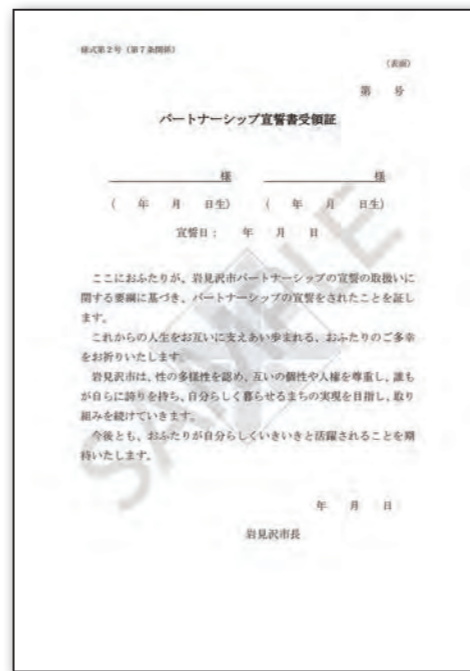 様式第2号（第7条関係）
（表面）
第　　号
パートナーシップ宣誓書受領証
様　　　様
（　年　月　日生）　（　年　月　日生）
宣誓日：　年　月　日
ここにおふたりが、岩見沢市パートナーシップの宣誓の取扱いに
関する要綱に基づき、パートナーシップの宣誓をされたことを証し
ます。
これからの人生をお互いに支えあい歩まれる、おふたりのご多幸
をお祈りいたします。
岩見沢市は、性の多様性を認め、互いの個性や人権を尊重し、誰も
が自らに誇りを持ち、自分らしく暮らせるまちの実現を目指し、取り
組みを続けていきます。
今後とも、おふたりが自分らしくいきいきと活躍されることを期
待いたします。
年　月　日
岩見沢市長
SAMPLE